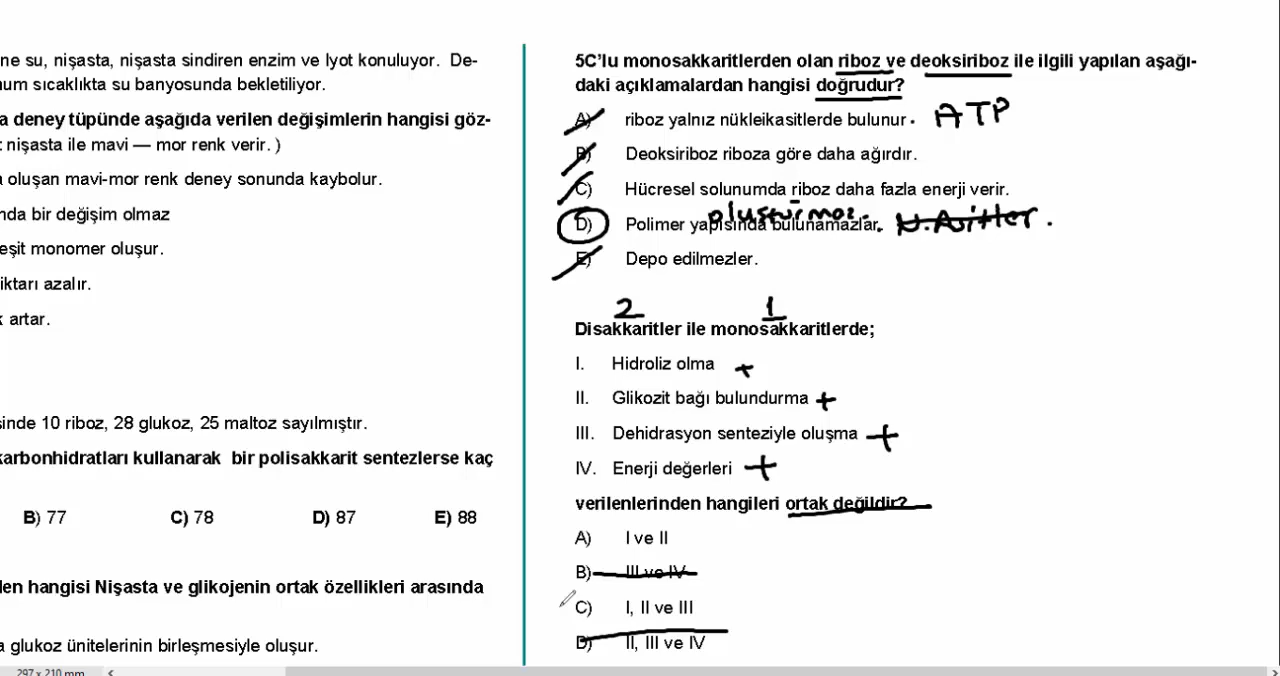 ne su, nişasta, nişasta sindiren enzim ve Iyot konuluyor. De-
num sıcaklıkta su banyosunda bekletiliyor.
a deney tüpünde aşağıda verilen değişimlerin hangisi göz-
t nişasta ile mavi — mor renk verir. )
a oluşan mavi-mor renk deney sonunda kaybolur.
nda bir değişim olmaz
eşit monomer oluşur.
iktarı azalır.
k artar.
sinde 10 riboz, 28 glukoz, 25 maltoz sayılmıştır.
karbonhidratları kullanarak bir polisakkarit sentezlerse kaç
B) 77 C) 78 D) 87 E) 88
den hangisi Nişasta ve glikojenin ortak özellikleri arasında
a glukoz ünitelerinin birleşmesiyle oluşur.
5C'lu monosakkaritlerden olan riboz ve deoksiriboz ile ilgili yapılan aşağı-
daki açıklamalardan hangisi doğrudur?
A) riboz yalnız nükleikasitlerde bulunur. ATP
B) Deoksiriboz riboza göre daha ağırdır.
C) Hücresel solunumda riboz daha fazla enerji verir.
oluşturmaz.
D) Polimer yapısında bulunamazlar. N.Asitler.
E) Depo edilmezler.
2 1
Disakkaritler ile monosakkaritlerde;
I. Hidroliz olma +
II. Glikozit bağı bulundurma +
III. Dehidrasyon senteziyle oluşma +
IV. Enerji değerleri +
verilenlerinden hangileri ortak değildir?
A) I ve II
B) III ve IV
C) I, II ve III
D) II, III ve IV
297 x 210 mm